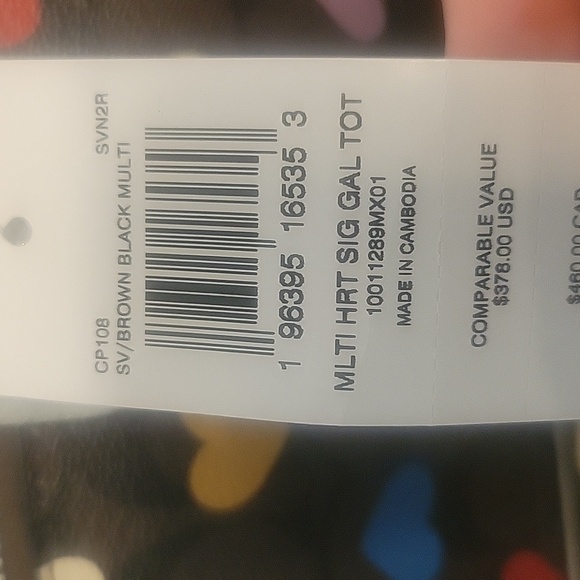 CP108 SVN2R
SV/BROWN BLACK MULTI
1 96395 16535 3
MLTI HRT SIG GAL TOT
10011289MX01
MADE IN CAMBODIA
COMPARABLE VALUE
$378.00 USD